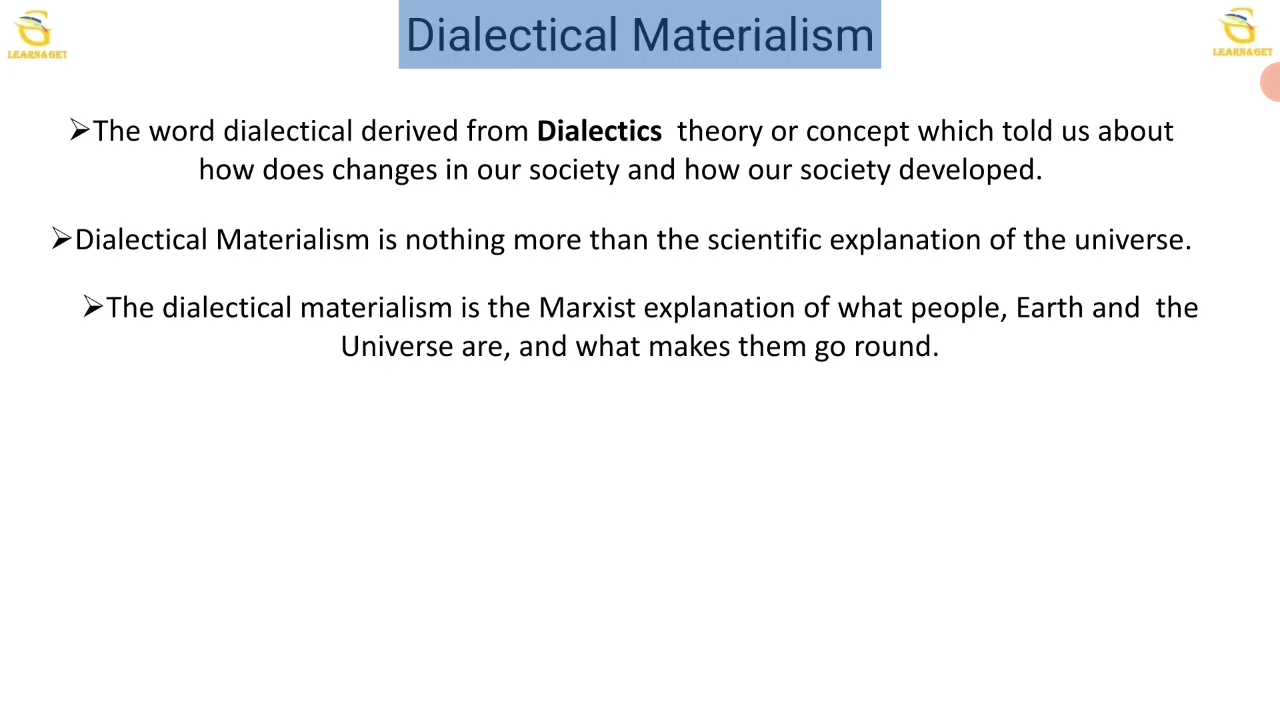 LEARN&GET
Dialectical Materialism
LEARN&GET
➢The word dialectical derived from Dialectics  theory or concept which told us about
how does changes in our society and how our society developed.
➢Dialectical Materialism is nothing more than the scientific explanation of the universe.
➢The dialectical materialism is the Marxist explanation of what people, Earth and  the
Universe are, and what makes them go round.